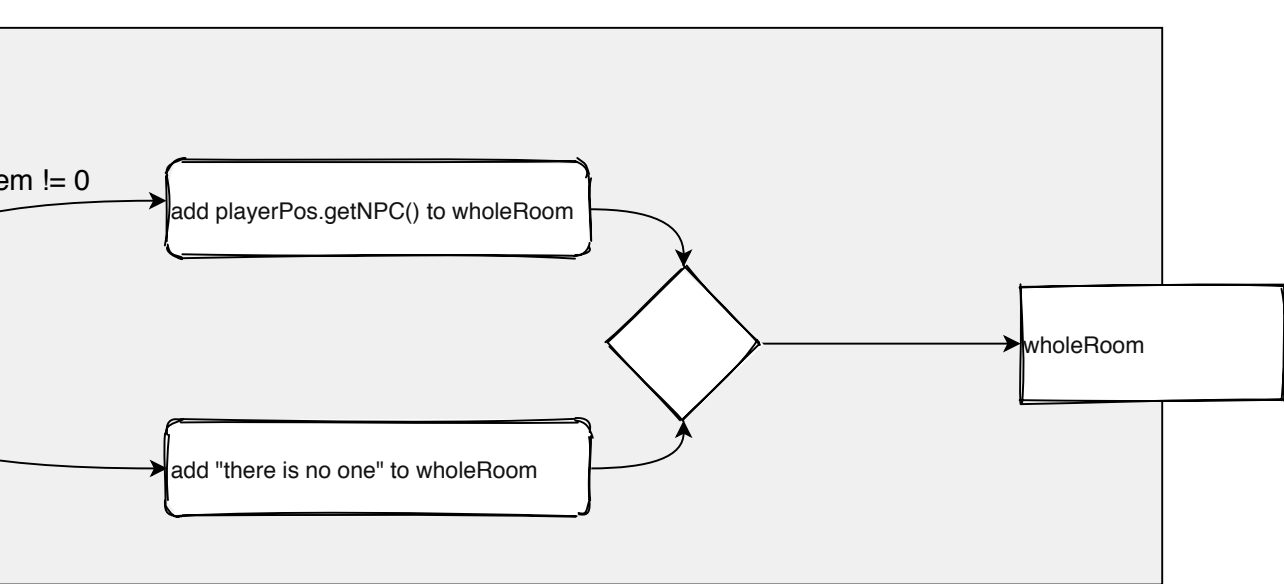 em != 0
add playerPos.getNPC() to wholeRoom
wholeRoom
add "there is no one" to wholeRoom